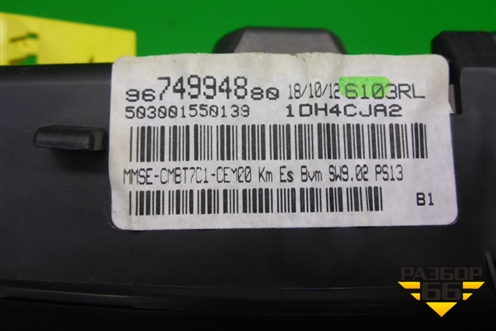 96 749948 80 18/10/12 6103RL
503001550139 1DH4CJA2
MMSE-CMBT7C1-CEM00 Km Es Bvm SW9.02 PS13
B1
РАЗБОР
66